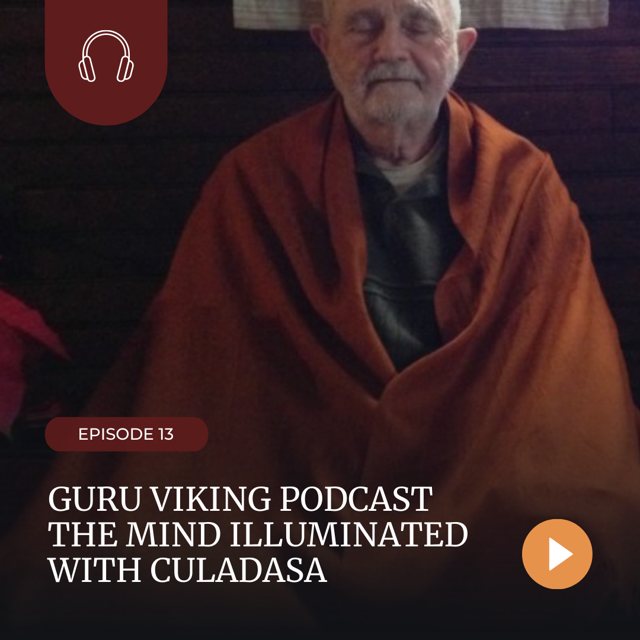 EPISODE 13
GURU VIKING PODCAST
THE MIND ILLUMINATED
WITH CULADASA